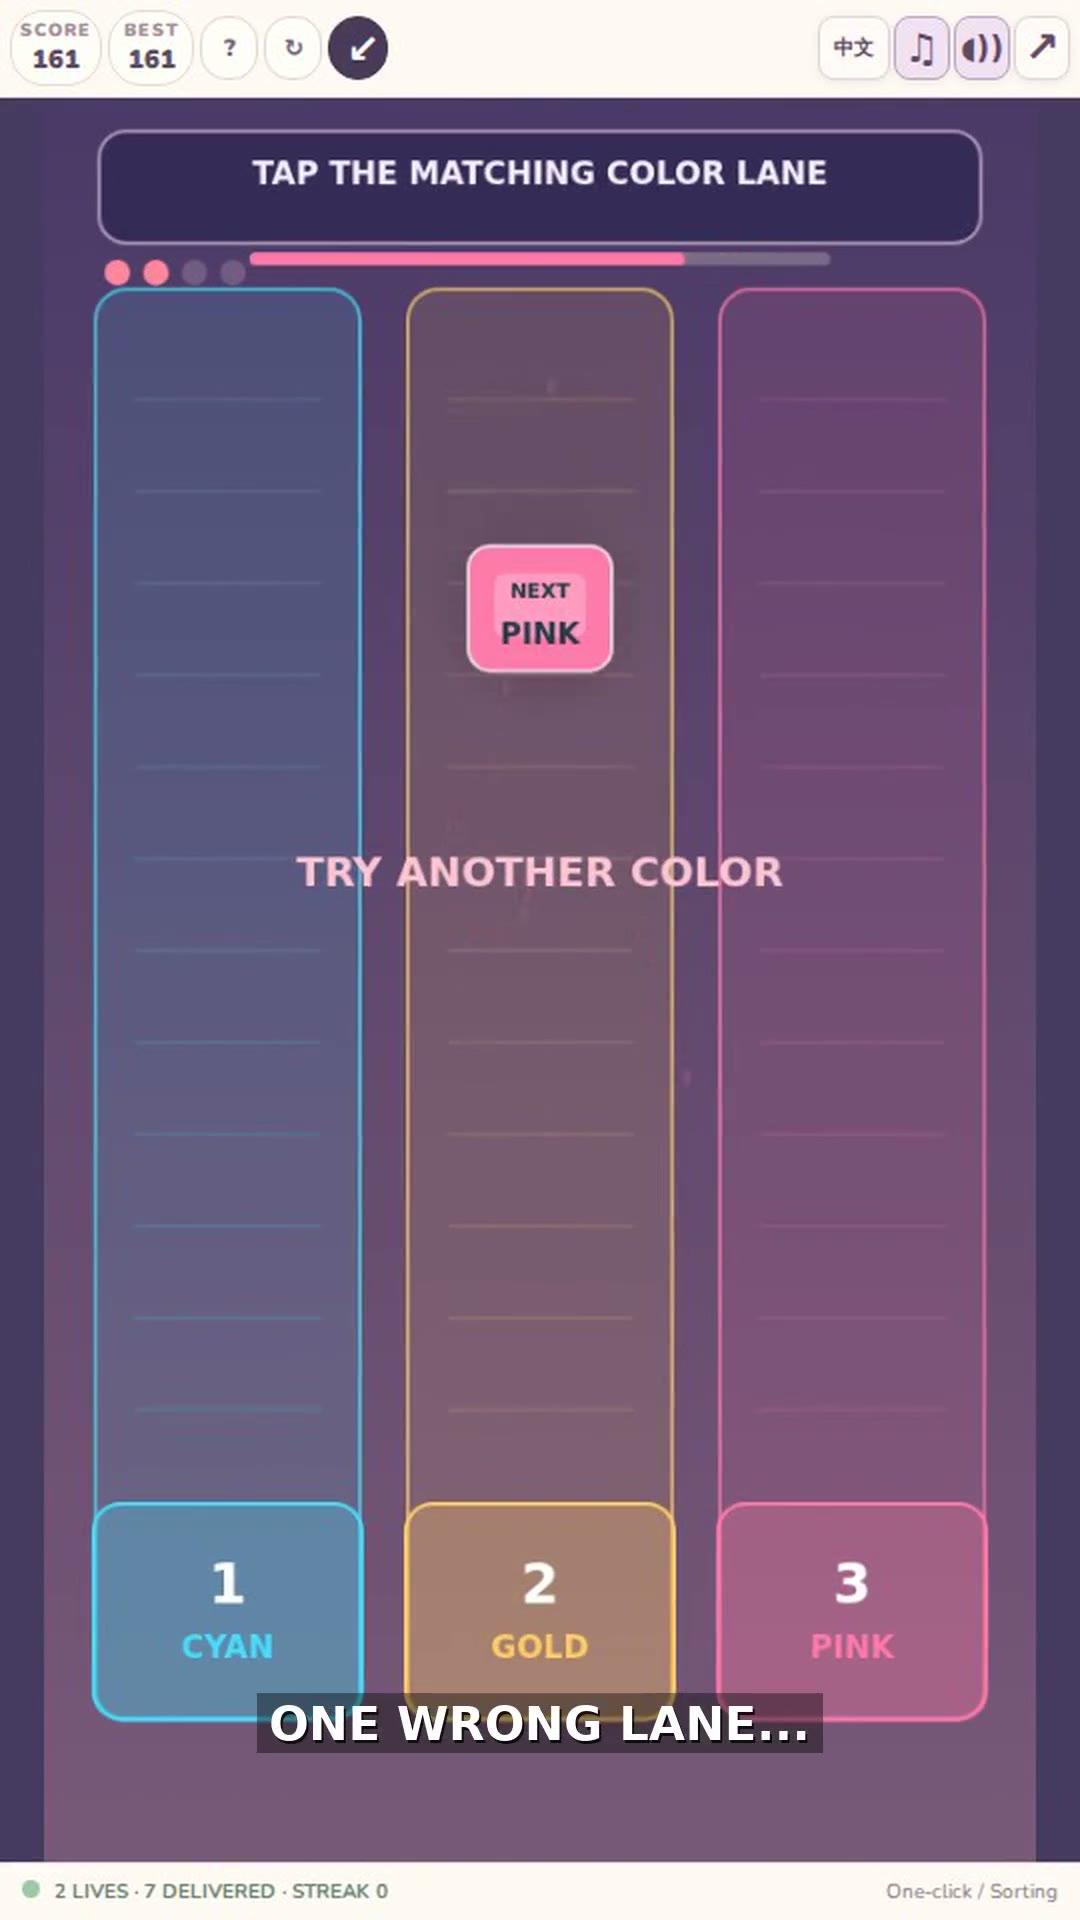 SCORE
161
BEST
161
?
↻
↙
中文
♫
↗
TAP THE MATCHING COLOR LANE
NEXT
PINK
TRY ANOTHER COLOR
1
CYAN
2
GOLD
3
PINK
ONE WRONG LANE...
2 LIVES · 7 DELIVERED · STREAK 0
One-click / Sorting